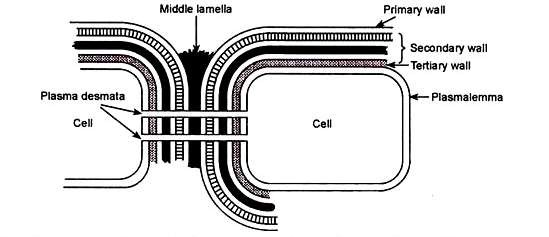 Middle lamella
Primary wall
Secondary wall
Tertiary wall
Plasma desmata
Plasmalemma
Cell
Cell